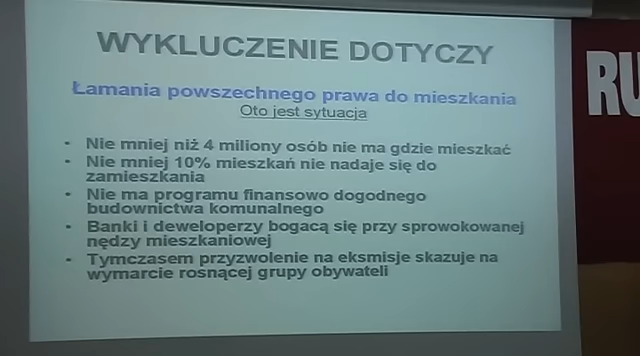 WYKLUCZENIE DOTYCZY
Łamania powszechnego prawa do mieszkania
Oto jest sytuacja
• Nie mniej niż 4 miliony osób nie ma gdzie mieszkać
• Nie mniej 10% mieszkań nie nadaje się do
zamieszkania
• Nie ma programu finansowo dogodnego
budownictwa komunalnego
• Banki i deweloperzy bogacą się przy sprowokowanej
nędzy mieszkaniowej
• Tymczasem przyzwolenie na eksmisje skazuje na
wymarcie rosnącej grupy obywateli
RU